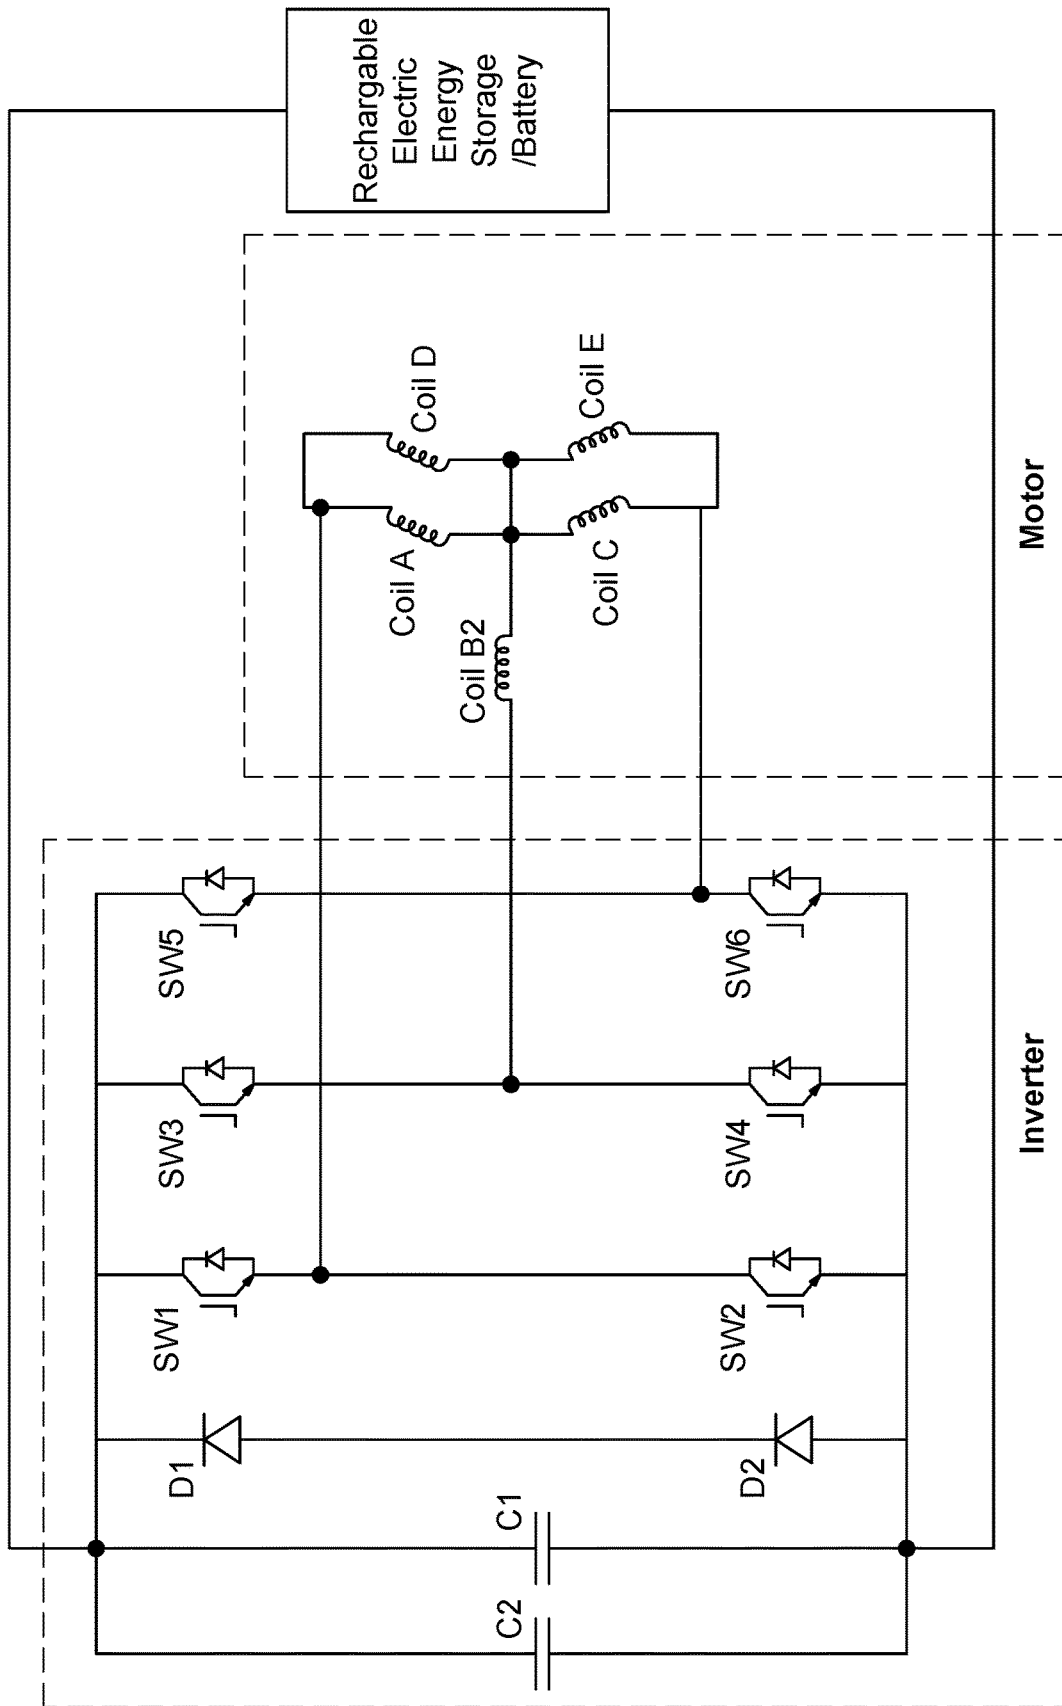 Rechargable
Electric
Energy
Storage
/Battery
Coil D
Coil E
Coil A
Coil C
Coil B2
Motor
SW5
SW6
SW3
SW4
SW1
SW2
Inverter
D1
D2
C1
C2